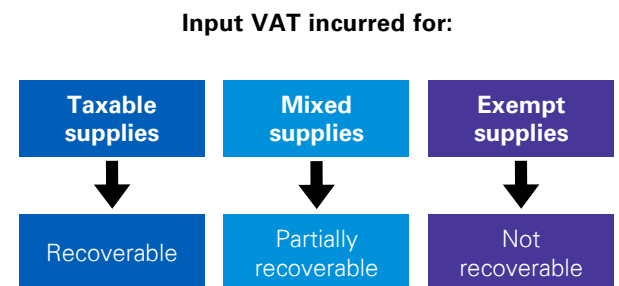 Input VAT incurred for:
Taxable
supplies
Mixed
supplies
Exempt
supplies
Recoverable
Partially
recoverable
Not
recoverable